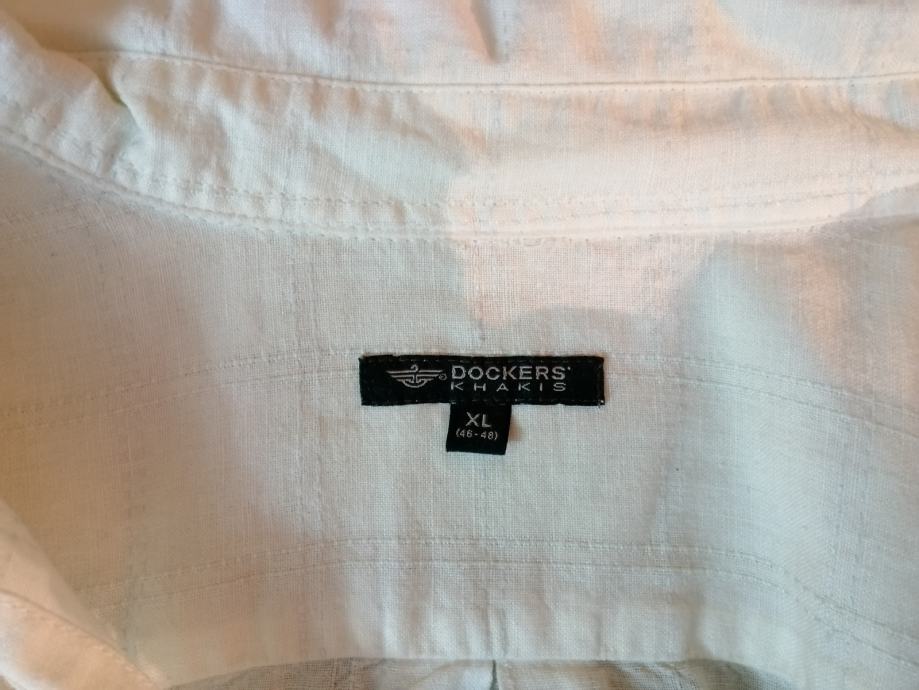 DOCKERS®
KHAKIS
XL
(46-48)